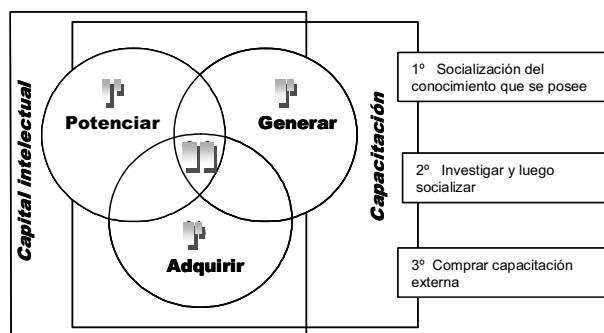 Capital intelectual
Potenciar
Generar
Adquirir
Capacitación
1º Socialización del
conocimiento que se posee
2º Investigar y luego
socializar
3º Comprar capacitación
externa